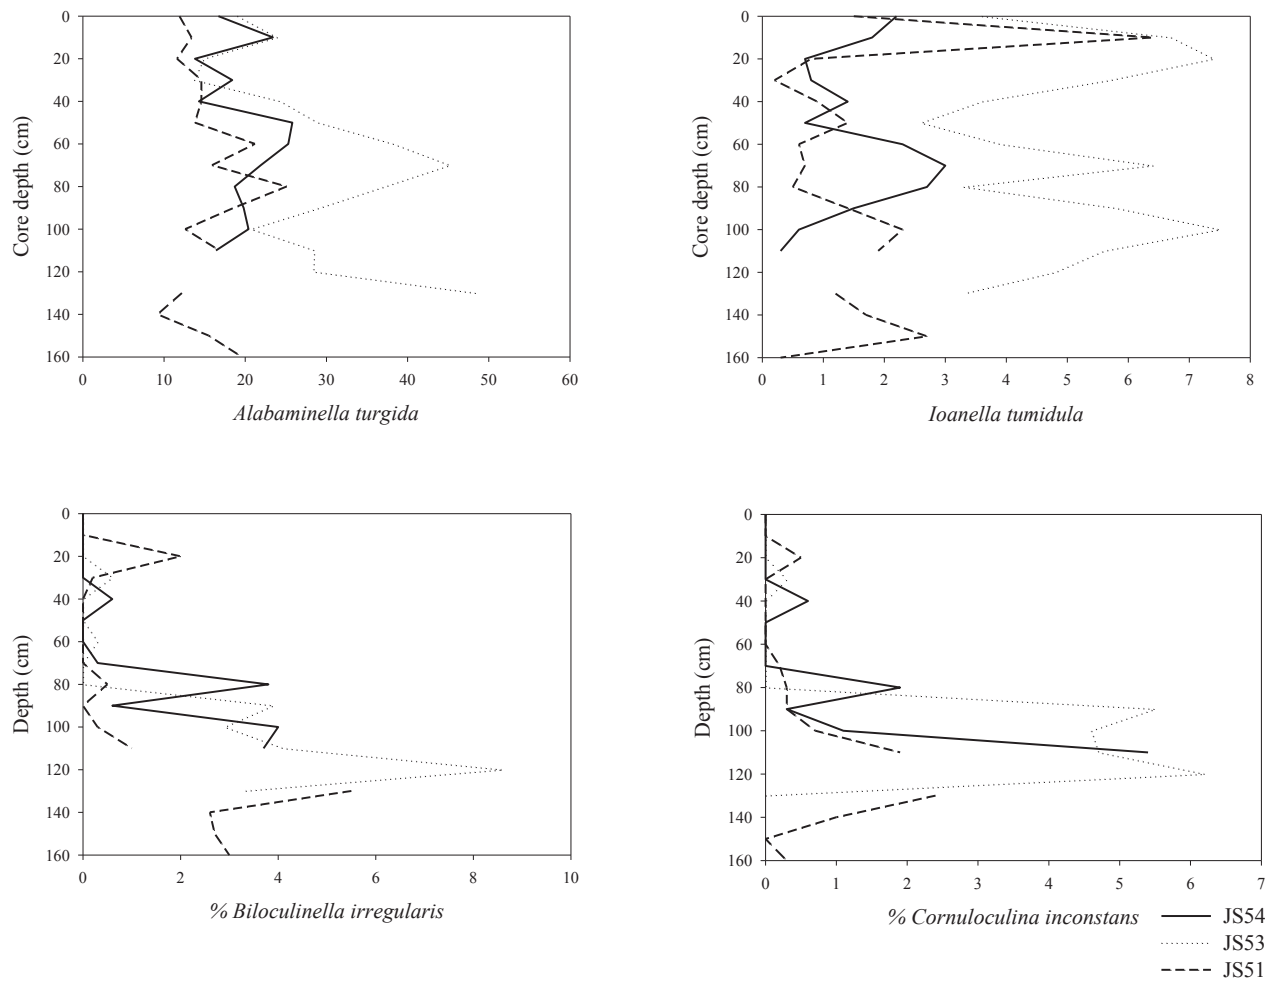 0
20
40
60
80
100
120
140
160
Core depth (cm)
0 10 20 30 40 50 60
Alabaminella turgida
0
20
40
60
80
100
120
140
160
Core depth (cm)
0 1 2 3 4 5 6 7 8
Ioanella tumidula
0
20
40
60
80
100
120
140
160
Depth (cm)
0 2 4 6 8 10
% Biloculinella irregularis
0
20
40
60
80
100
120
140
160
Depth (cm)
0 1 2 3 4 5 6 7
% Cornuloculina inconstans
JS54
JS53
JS51